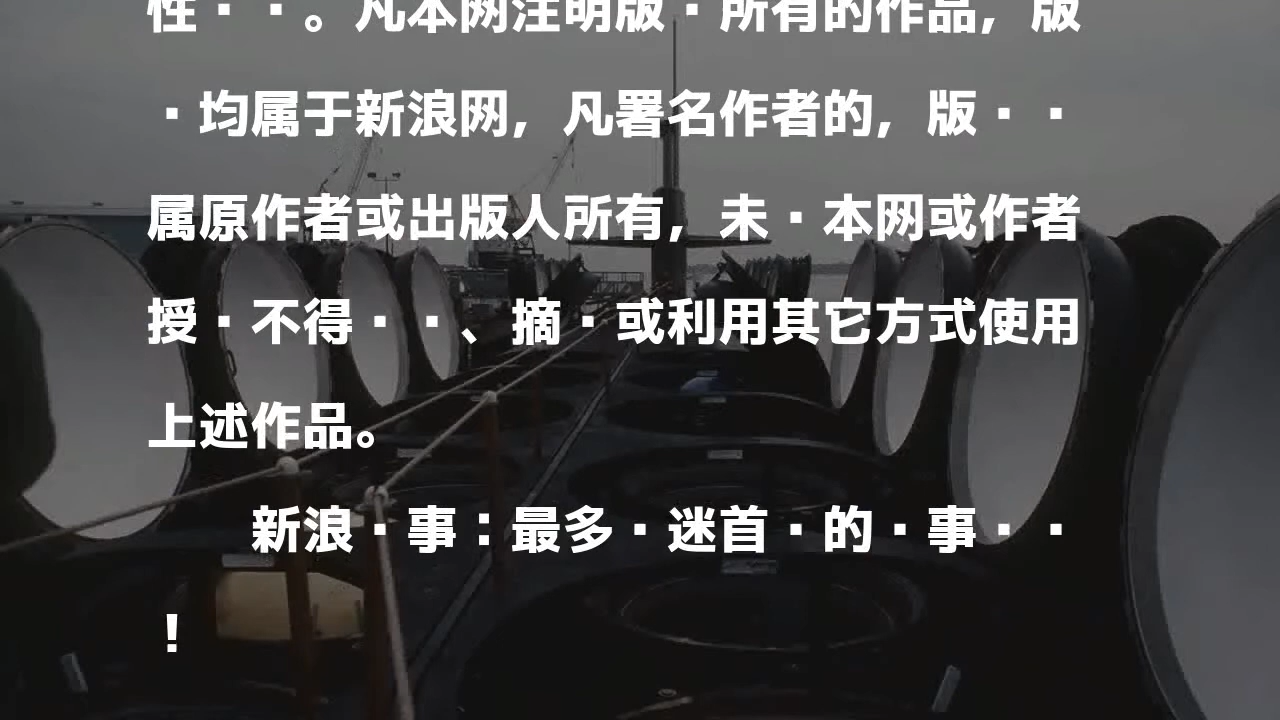 性··。凡本网注明版·所有的作品，版
·均属于新浪网，凡署名作者的，版··
属原作者或出版人所有，未·本网或作者
授·不得··、摘·或利用其它方式使用
上述作品。
新浪·事：最多·迷首·的·事··
！